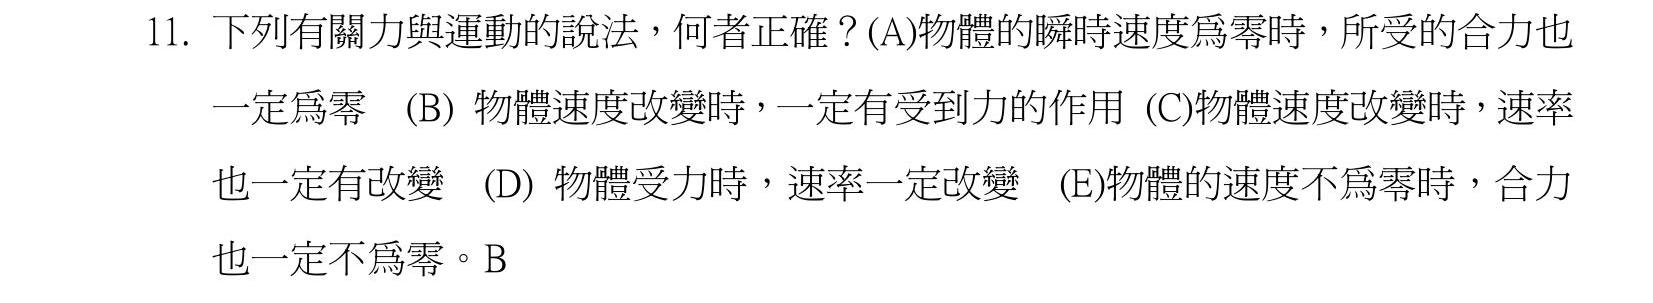 11. 下列有關力與運動的說法，何者正確？(A)物體的瞬時速度為零時，所受的合力也
一定為零 (B) 物體速度改變時，一定有受到力的作用 (C)物體速度改變時，速率
也一定有改變 (D) 物體受力時，速率一定改變 (E)物體的速度不為零時，合力
也一定不為零。B